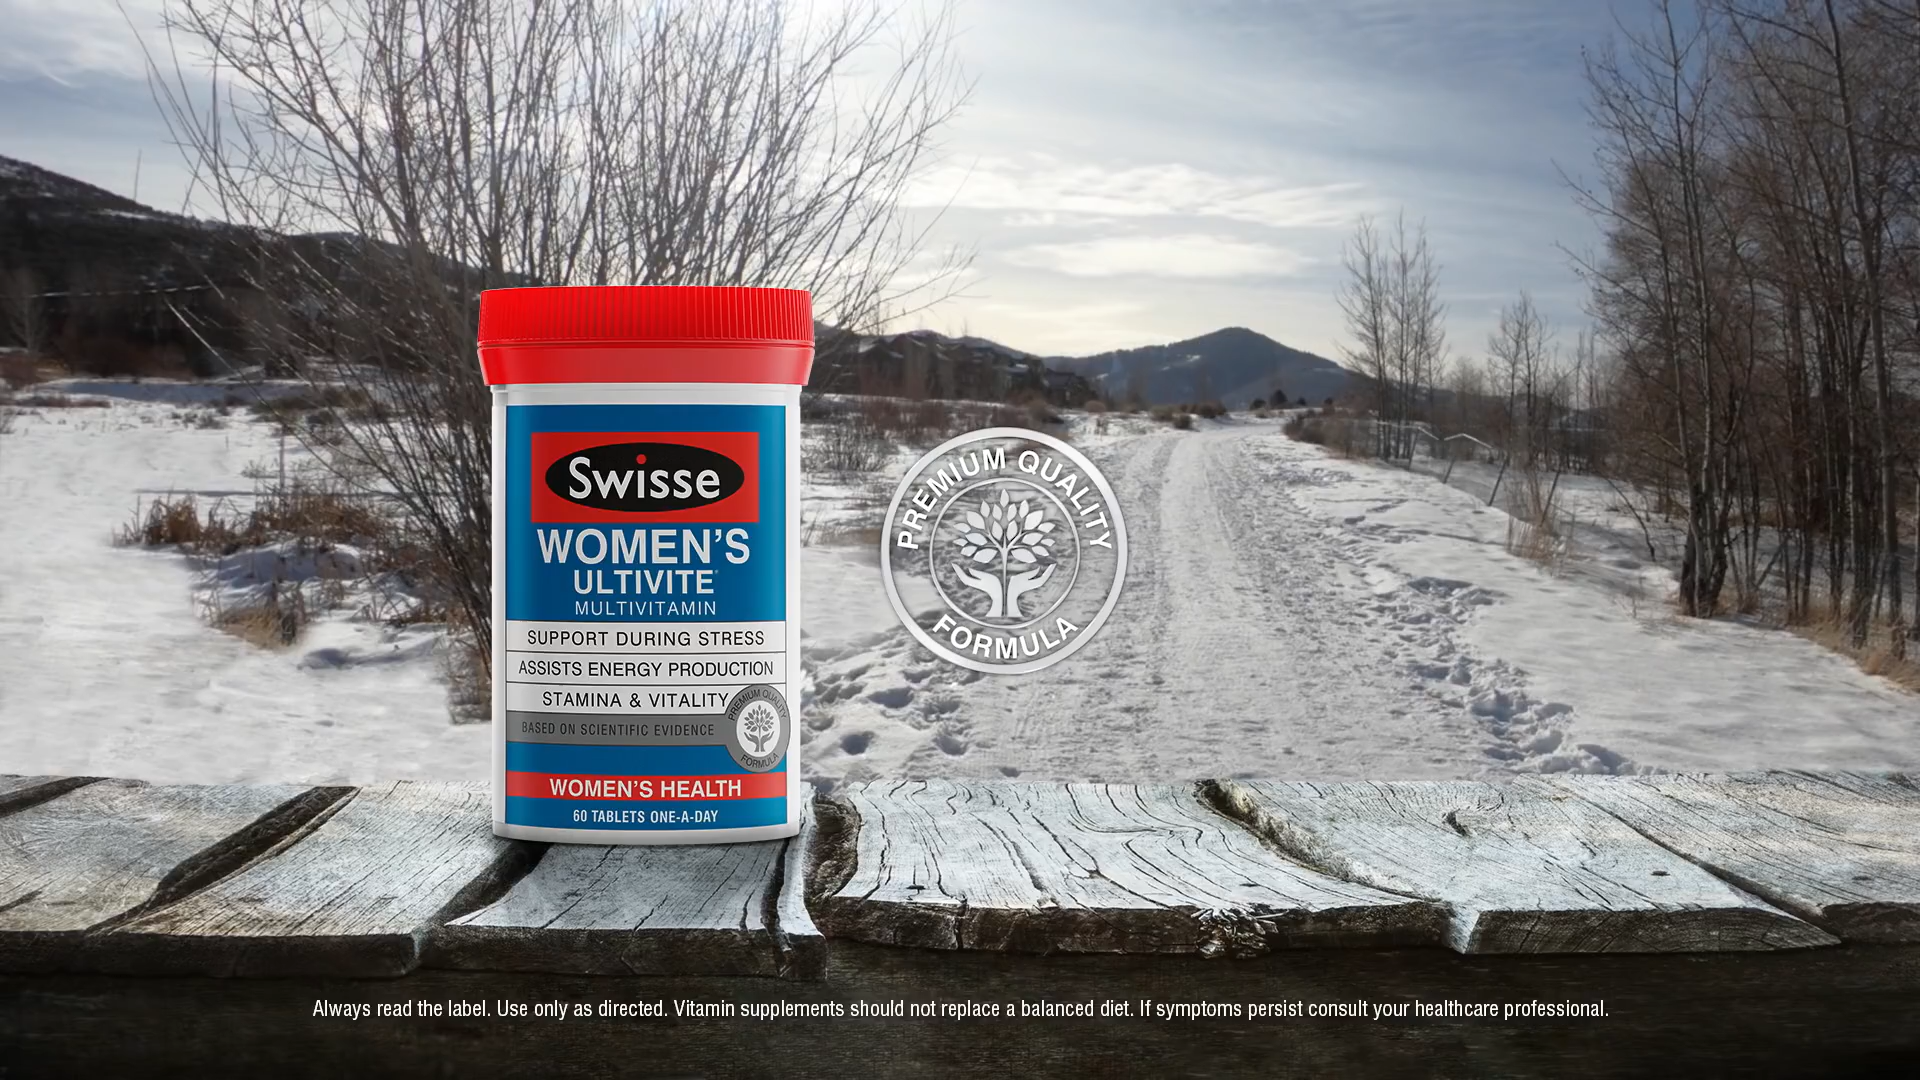 Swisse
WOMEN'S
ULTIVITE
MULTIVITAMIN
SUPPORT DURING STRESS
ASSISTS ENERGY PRODUCTION
STAMINA & VITALITY
BASED ON SCIENTIFIC EVIDENCE
PREMIUM QUALITY
FORMULA
WOMEN'S HEALTH
60 TABLETS ONE-A-DAY
PREMIUM QUALITY
FORMULA
Always read the label. Use only as directed. Vitamin supplements should not replace a balanced diet. If symptoms persist consult your healthcare professional.